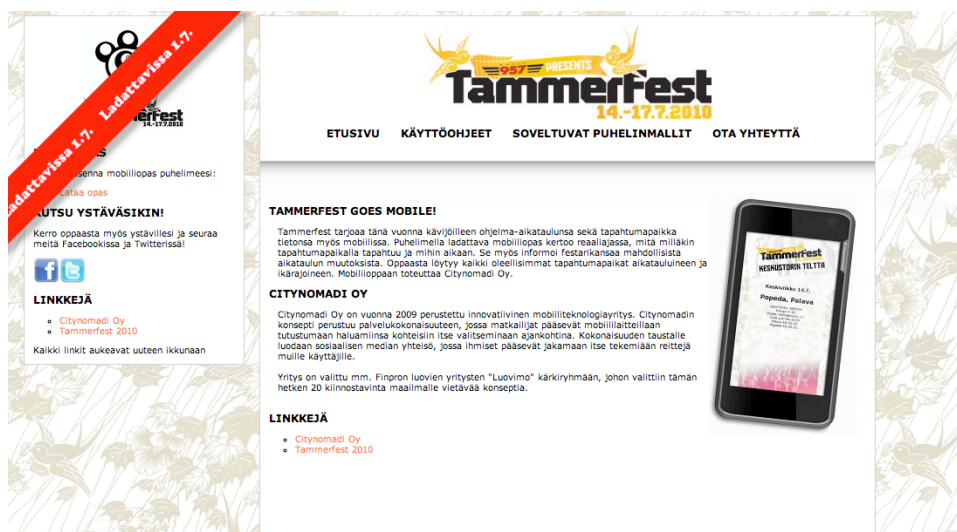 Ladattavissa 1.7. Ladattavissa 1.7.
erfest
14.-17.7.2010
S
senna mobiiliopas puhelimeesi:
Lataa opas
KUTSU YSTÄVÄSIKIN!
Kerro oppaasta myös ystävillesi ja seuraa
meitä Facebookissa ja Twitterissä!
LINKKEJÄ
Citynomadi Oy
Tammerfest 2010
Kaikki linkit aukeavat uuteen ikkunaan
957 PRESENTS
Tammerfest
14.-17.7.2010
ETUSIVU KÄYTTÖOHJEET SOVELTUVAT PUHELINMALLIT OTA YHTEYTTÄ
TAMMERFEST GOES MOBILE!
Tammerfest tarjoaa tänä vuonna kävijöilleen ohjelma-aikataulunsa sekä tapahtumapaikka
tietonsa myös mobiilissa. Puhelimella ladattava mobiiliopas kertoo reaaliajassa, mitä milläkin
tapahtumapaikalla tapahtuu ja mihin aikaan. Se myös informoi festarikansaa mahdollisista
aikataulun muutoksista. Oppaasta löytyy kaikki oleellisimmat tapahtumapaikat aikatauluineen ja
ikärajoineen. Mobiilioppaan toteuttaa Citynomadi Oy.
CITYNOMADI OY
Citynomadi Oy on vuonna 2009 perustettu innovatiivinen mobiiliteknologiayritys. Citynomadin
konsepti perustuu palvelukokonaisuuteen, jossa matkailijat pääsevät mobiililaitteillaan
tutustumaan haluamiinsa kohteisiin itse valitseminaan ajankohtina. Kokonaisuuden taustalle
luodaan sosiaalisen median yhteisö, jossa ihmiset pääsevät jakamaan itse tekemiään reittejä
muille käyttäjille.
Yritys on valittu mm. Finpron luovien yritysten "Luovimo" kärkiryhmään, johon valittiin tämän
hetken 20 kiinnostavinta maailmalle vietävää konseptia.
LINKKEJÄ
Citynomadi Oy
Tammerfest 2010
Tammerfest
KESKUSTORIN TELTTA
Keskiviikko 14.7.
Popeda, Palava